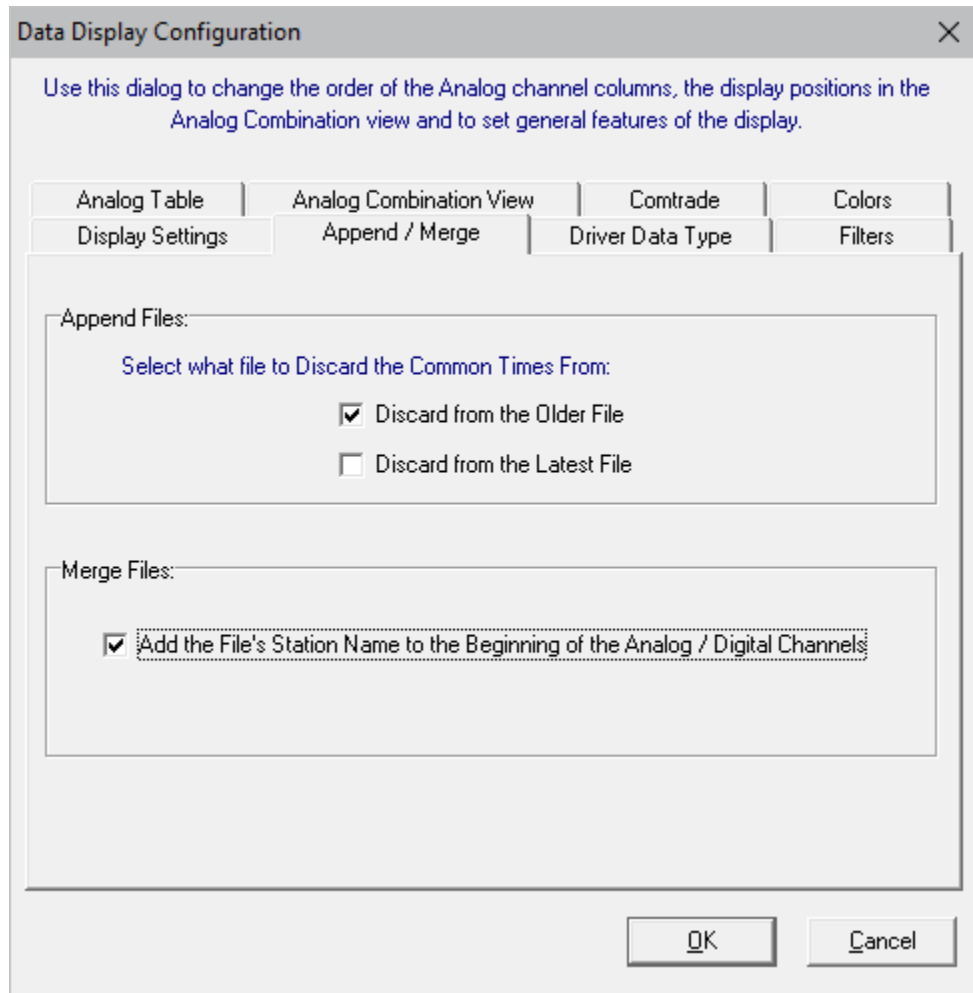 Data Display Configuration
Use this dialog to change the order of the Analog channel columns, the display positions in the
Analog Combination view and to set general features of the display.
Analog Table
Analog Combination View
Comtrade
Colors
Display Settings
Append / Merge
Driver Data Type
Filters
Append Files:
Select what file to Discard the Common Times From:
Discard from the Older File
Discard from the Latest File
Merge Files:
Add the File's Station Name to the Beginning of the Analog / Digital Channels
OK
Cancel